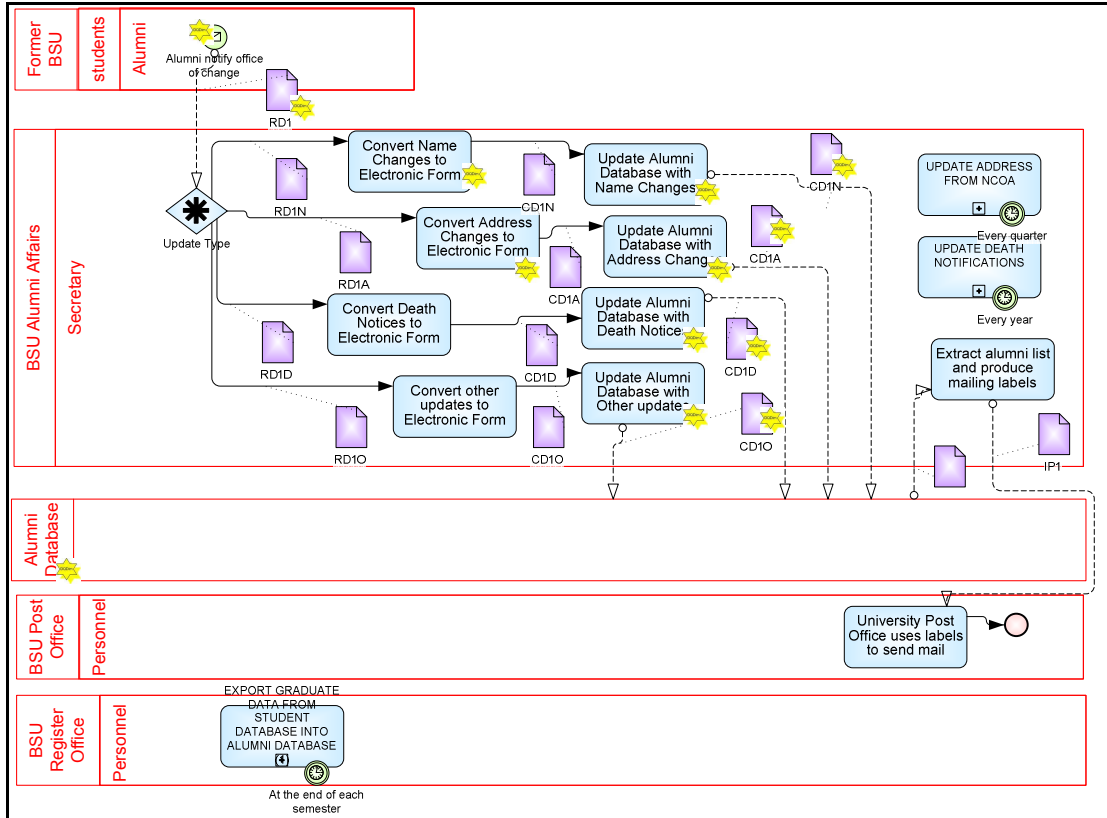 Former
BSU
students
Alumni
Alumni notify office
of change
RD1
BSU Alumni Affairs
Secretary
Update Type
Convert Name
Changes to
Electronic Form
RD1N
CD1N
Update Alumni
Database with
Name Changes
CD1N
Convert Address
Changes to
Electronic Form
RD1A
CD1A
Update Alumni
Database with
Address Chang
CD1A
Convert Death
Notices to
Electronic Form
RD1D
CD1D
Update Alumni
Database with
Death Notice
CD1D
Convert other
updates to
Electronic Form
RD1O
CD1O
Update Alumni
Database with
Other update
CD1O
UPDATE ADDRESS
FROM NCOA
Every quarter
UPDATE DEATH
NOTIFICATIONS
Every year
Extract alumni list
and produce
mailing labels
IP1
Alumni
Database
BSU Post
Office
Personnel
University Post
Office uses labels
to send mail
BSU
Register
Office
Personnel
EXPORT GRADUATE
DATA FROM
STUDENT
DATABASE INTO
ALUMNI DATABASE
At the end of each
semester